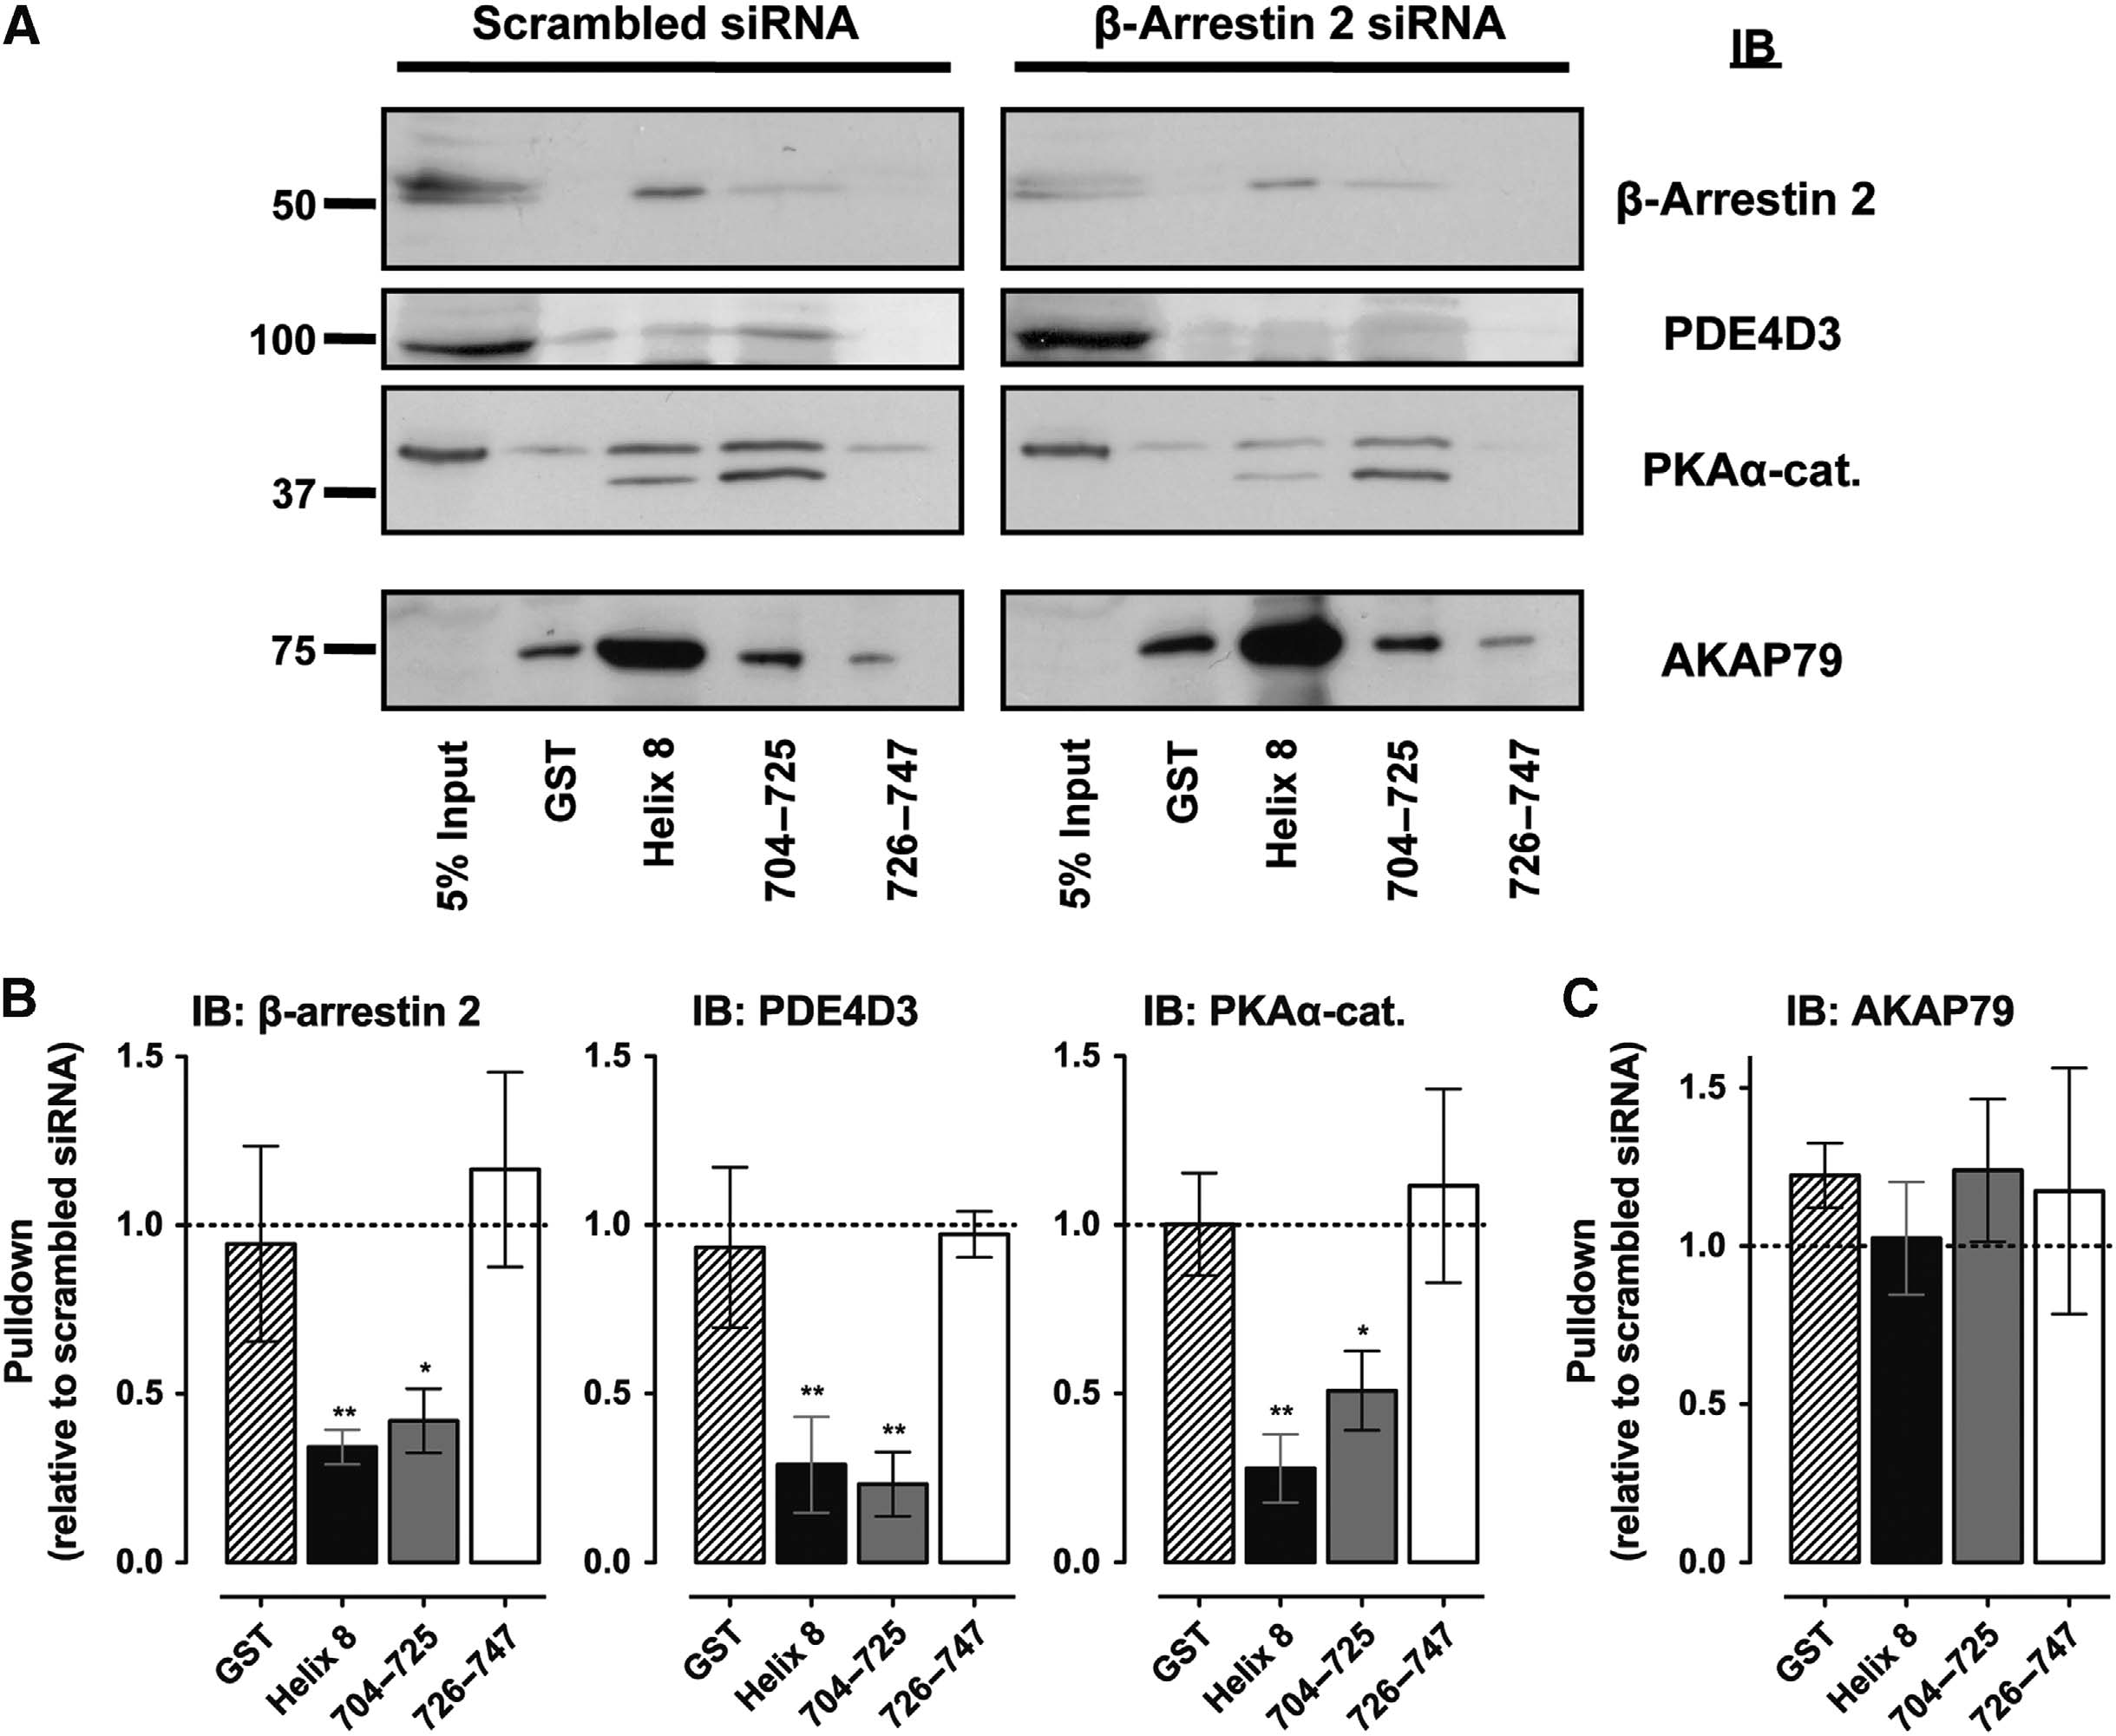 A
Scrambled siRNA
β-Arrestin 2 siRNA
IB
50
β-Arrestin 2
100
PDE4D3
37
PKAα-cat.
75
AKAP79
5% Input
GST
Helix 8
704–725
726–747
5% Input
GST
Helix 8
704–725
726–747
B
IB: β-arrestin 2
Pulldown
(relative to scrambled siRNA)
1.5
1.0
0.5
0.0
**
*
GST
Helix 8
704–725
726–747
IB: PDE4D3
1.5
1.0
0.5
0.0
**
**
GST
Helix 8
704–725
726–747
IB: PKAα-cat.
1.5
1.0
0.5
0.0
**
*
GST
Helix 8
704–725
726–747
C
IB: AKAP79
Pulldown
(relative to scrambled siRNA)
1.5
1.0
0.5
0.0
GST
Helix 8
704–725
726–747